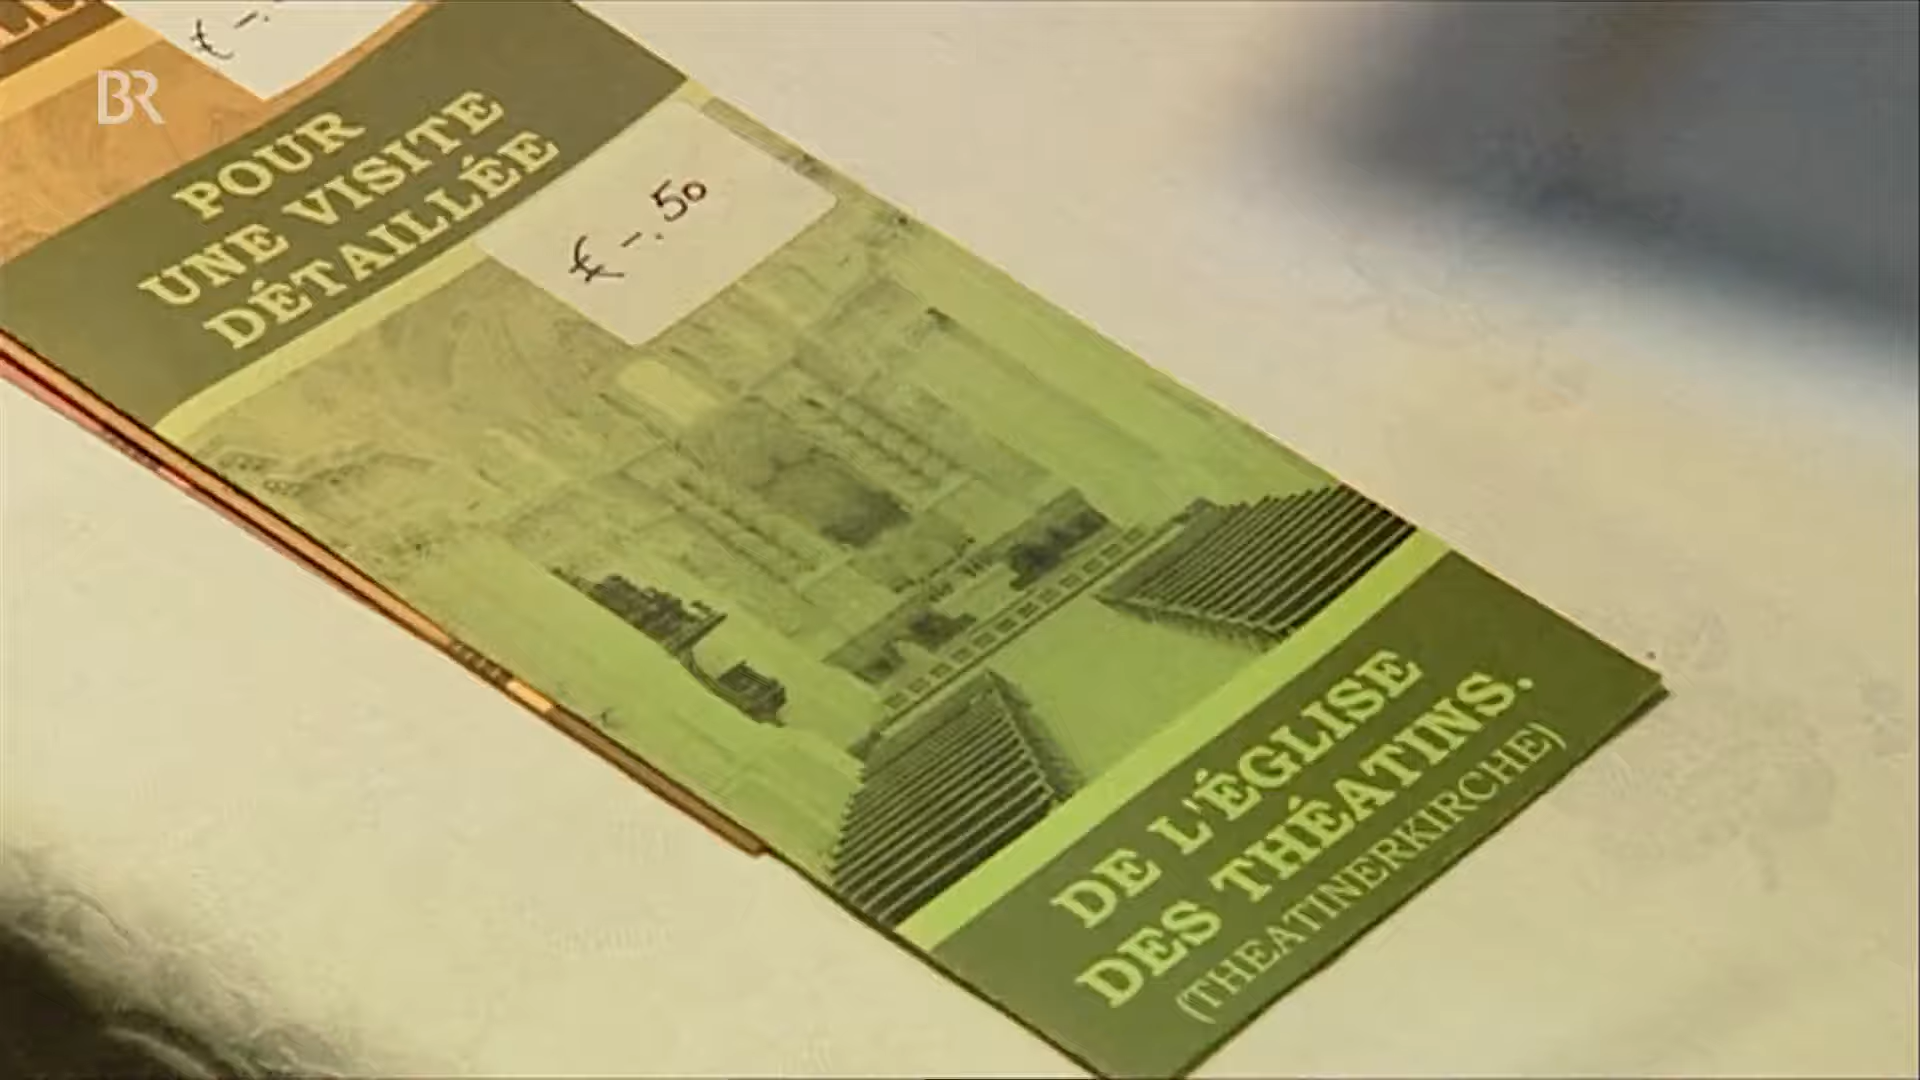 BR
€ -.
POUR
UNE VISITE
DÉTAILLÉE
€ -.50
DE L'ÉGLISE
DES THÉATINS.
(THEATINERKIRCHE)